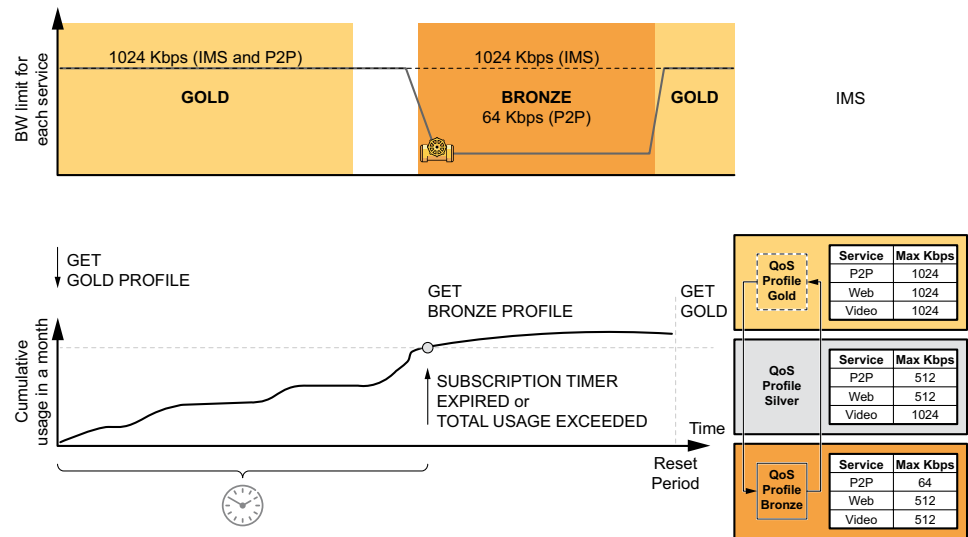 BW limit for
each service
1024 Kbps (IMS and P2P)
GOLD
1024 Kbps (IMS)
BRONZE
64 Kbps (P2P)
GOLD
IMS
GET
GOLD PROFILE
GET
BRONZE PROFILE
GET
GOLD
Cumulative
usage in a month
SUBSCRIPTION TIMER
EXPIRED or
TOTAL USAGE EXCEEDED
Time
Reset
Period
QoS
Profile
Gold
Service Max Kbps
P2P 1024
Web 1024
Video 1024
QoS
Profile
Silver
Service Max Kbps
P2P 512
Web 512
Video 1024
QoS
Profile
Bronze
Service Max Kbps
P2P 64
Web 512
Video 512